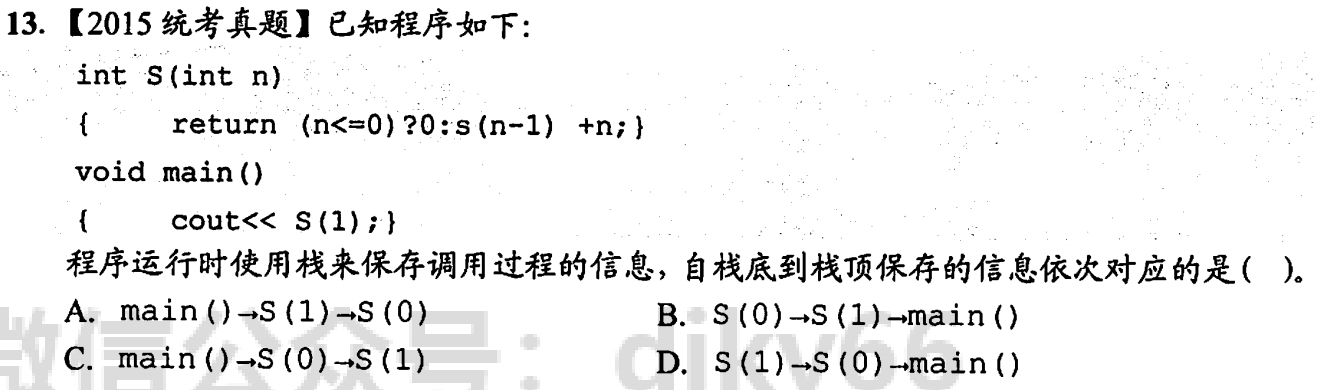 13.【2015 统考真题】已知程序如下：
int S(int n)
{ return (n<=0)?0:s(n-1) +n;}
void main()
{ cout<< S(1);}
程序运行时使用栈来保存调用过程的信息，自栈底到栈顶保存的信息依次对应的是( )。
A. main()→S(1)→S(0) B. S(0)→S(1)→main()
C. main()→S(0)→S(1) D. S(1)→S(0)→main()
微信公众号：djky66